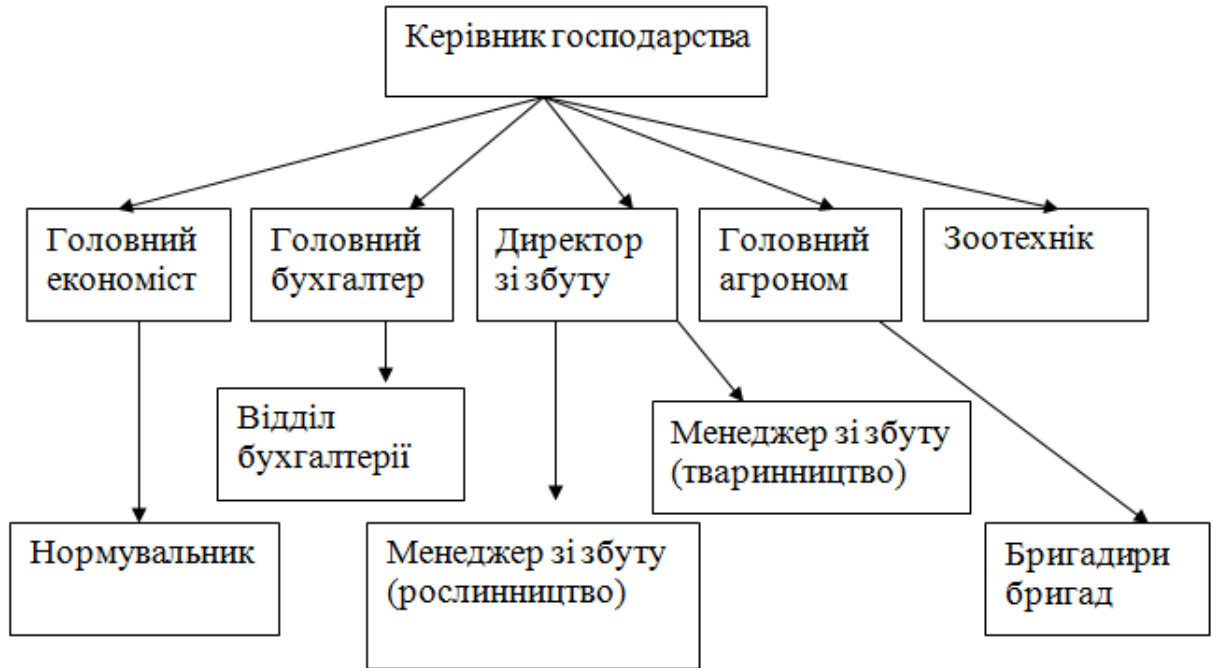 Керівник господарства
Головний
економіст
Головний
бухгалтер
Директор
зі збуту
Головний
агроном
Зоотехнік
Відділ
бухгалтерії
Менеджер зі збуту
(тваринництво)
Нормувальник
Менеджер зі збуту
(рослинництво)
Бригадири
бригад